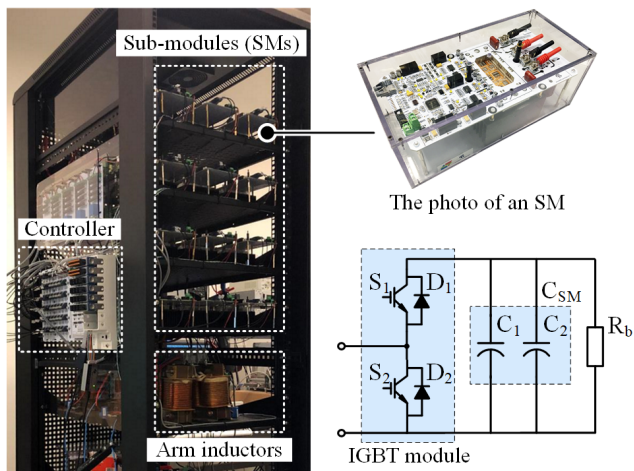 Sub-modules (SMs)
The photo of an SM
Controller
Arm inductors
S1
D1
S2
D2
CSM
C1
C2
Rb
IGBT module